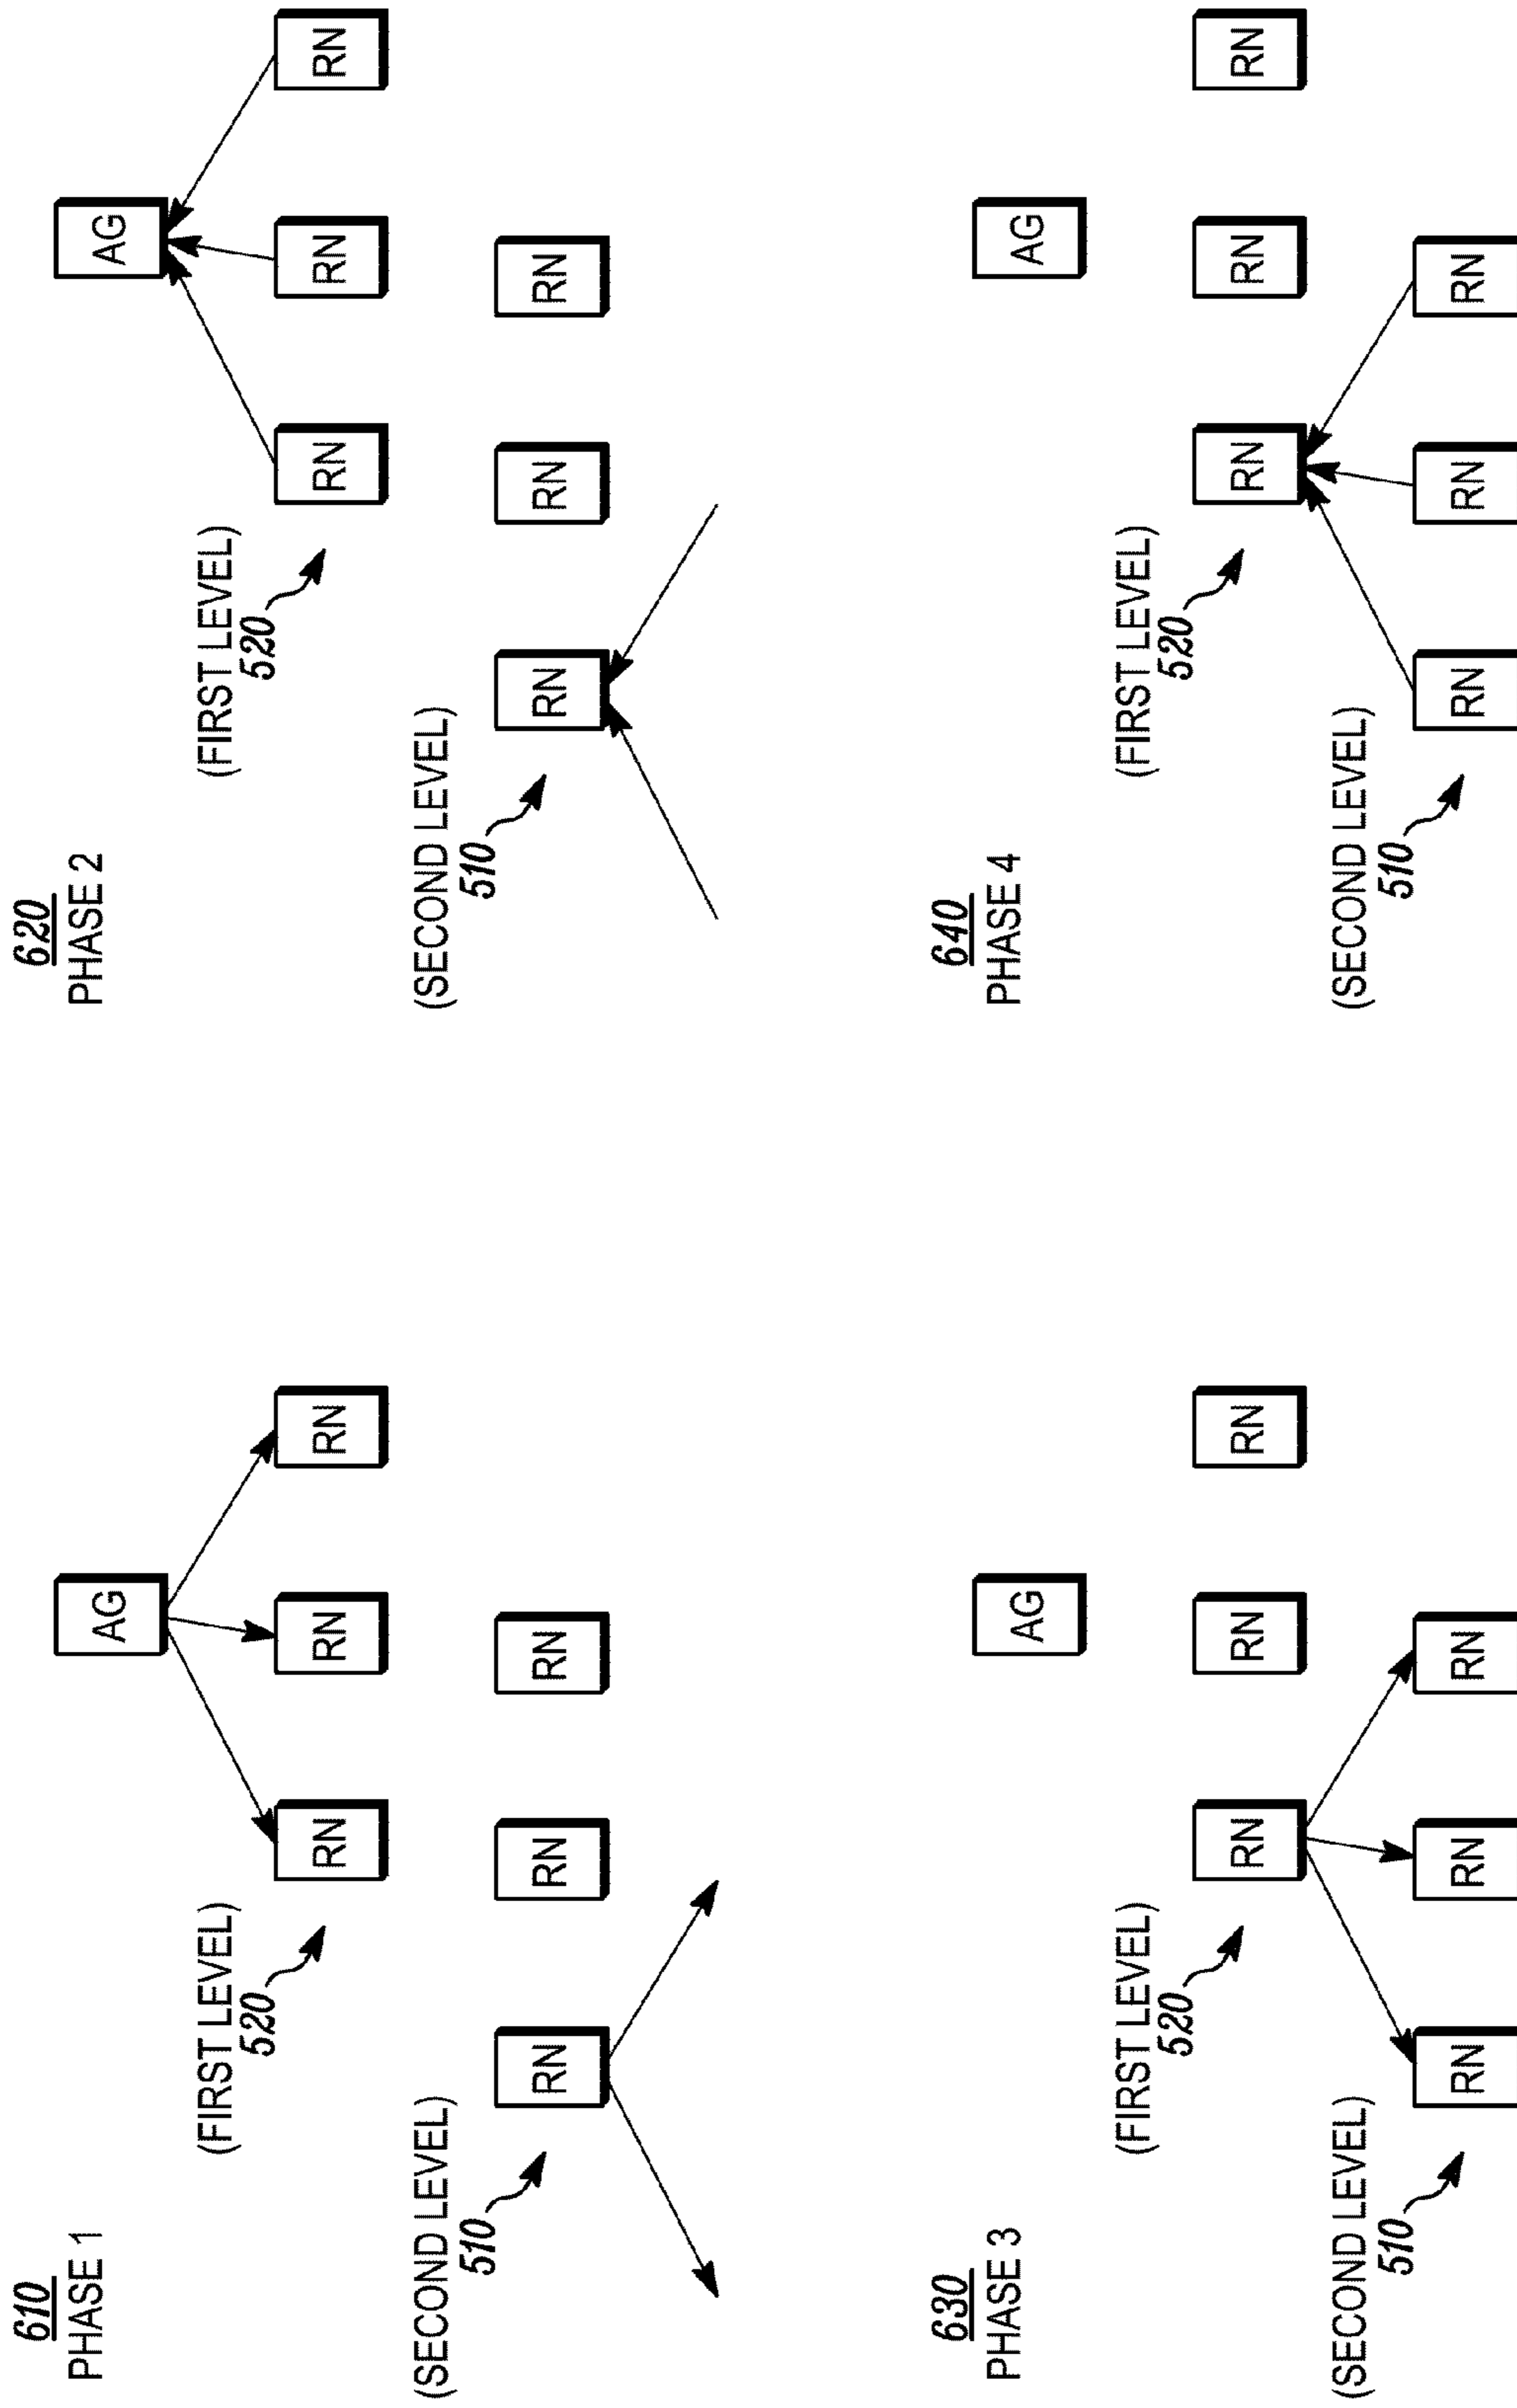 610
PHASE 1
AG
(FIRST LEVEL)
520
RN
RN
RN
(SECOND LEVEL)
510
RN
RN
RN
620
PHASE 2
AG
(FIRST LEVEL)
520
RN
RN
RN
(SECOND LEVEL)
510
RN
RN
RN
630
PHASE 3
AG
(FIRST LEVEL)
520
RN
RN
RN
(SECOND LEVEL)
510
RN
RN
RN
640
PHASE 4
AG
(FIRST LEVEL)
520
RN
RN
RN
(SECOND LEVEL)
510
RN
RN
RN